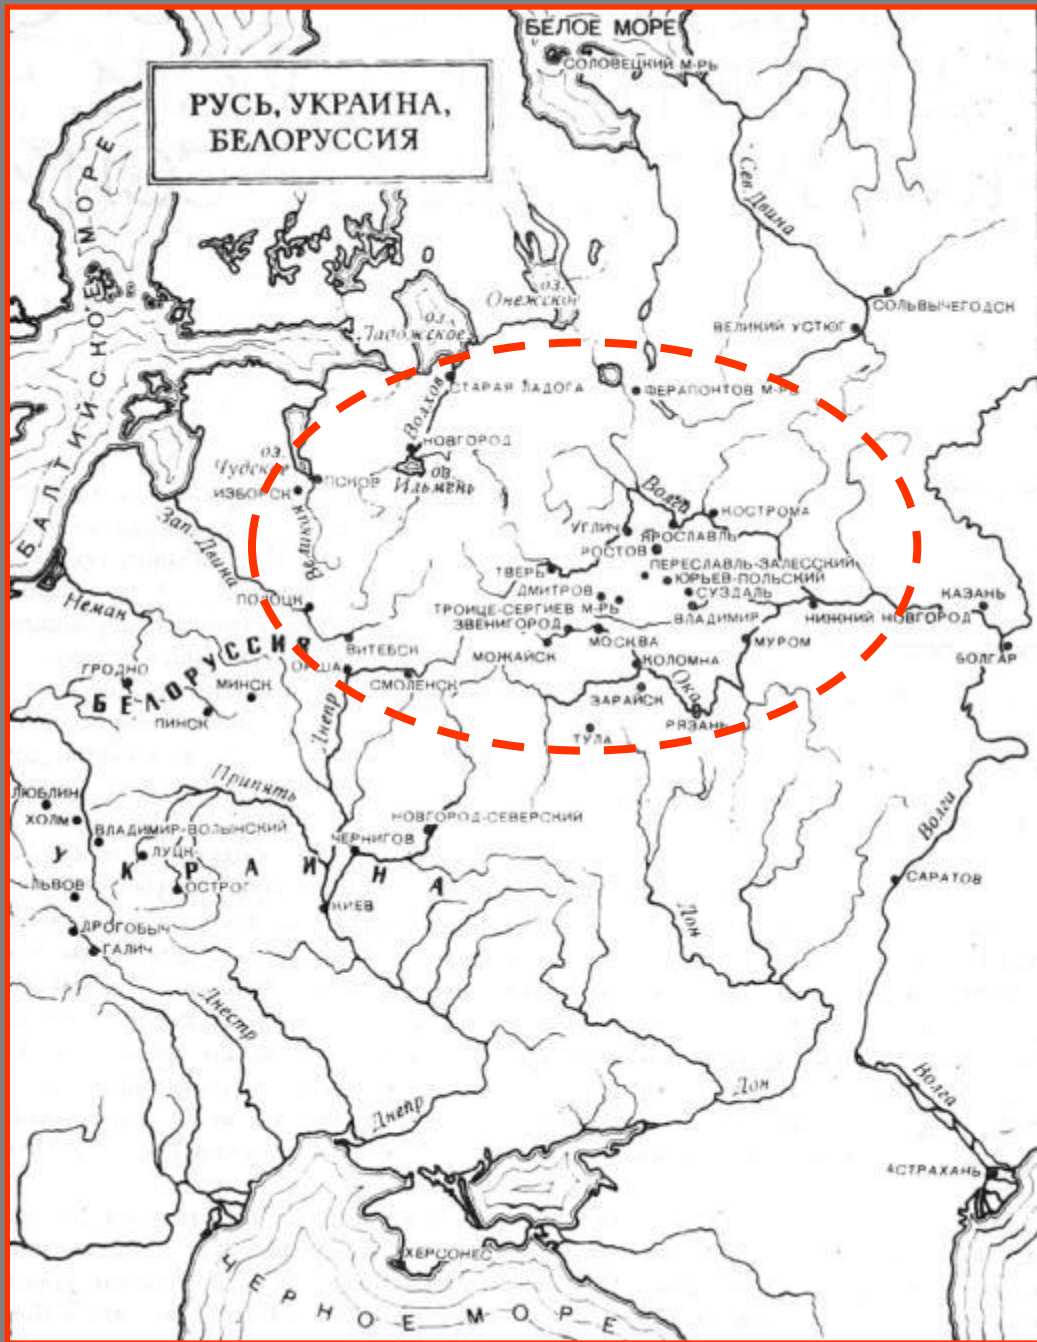 БЕЛОЕ МОРЕ
СОЛОВЕЦКИЙ М-РЬ
РУСЬ, УКРАИНА,
БЕЛОРУССИЯ
БАЛТИЙСКОЕ МОРЕ
Сев. Двина
оз.
Онежское
оз.
Ладожское
СОЛЬВЫЧЕГОДСК
ВЕЛИКИЙ УСТЮГ
СТАРАЯ ЛАДОГА
ФЕРАПОНТОВ М-РЬ
Волхов
НОВГОРОД
оз.
Ильмень
оз.
Чудское
ПСКОВ
ИЗБОРСК
Великая
Зап. Двина
Волга
КОСТРОМА
УГЛИЧ
ЯРОСЛАВЛЬ
РОСТОВ
ПЕРЕСЛАВЛЬ-ЗАЛЕССКИЙ
ТВЕРЬ
ЮРЬЕВ-ПОЛЬСКИЙ
ДМИТРОВ
СУЗДАЛЬ
КАЗАНЬ
Неман
ПОЛОЦК
ТРОИЦЕ-СЕРГИЕВ М-РЬ
ВЛАДИМИР
НИЖНИЙ НОВГОРОД
ЗВЕНИГОРОД
МОСКВА
МУРОМ
ВИТЕБСК
МОЖАЙСК
КОЛОМНА
БОЛГАР
БЕЛОРУССИЯ
ОРША
ГРОДНО
СМОЛЕНСК
МИНСК
ЗАРАЙСК
Ока
ПИНСК
Днепр
РЯЗАНЬ
ТУЛА
Припять
ЛЮБЛИН
ХОЛМ
НОВГОРОД-СЕВЕРСКИЙ
Волги
ВЛАДИМИР-ВОЛЫНСКИЙ
ЧЕРНИГОВ
ЛУЦК
УКРАИНА
ЛЬВОВ
ОСТРОГ
САРАТОВ
КИЕВ
Дон
ДРОГОБЫЧ
ГАЛИЧ
Днестр
Волга
Дон
Днепр
АСТРАХАНЬ
ХЕРСОНЕС
ЧЕРНОЕ МОРЕ